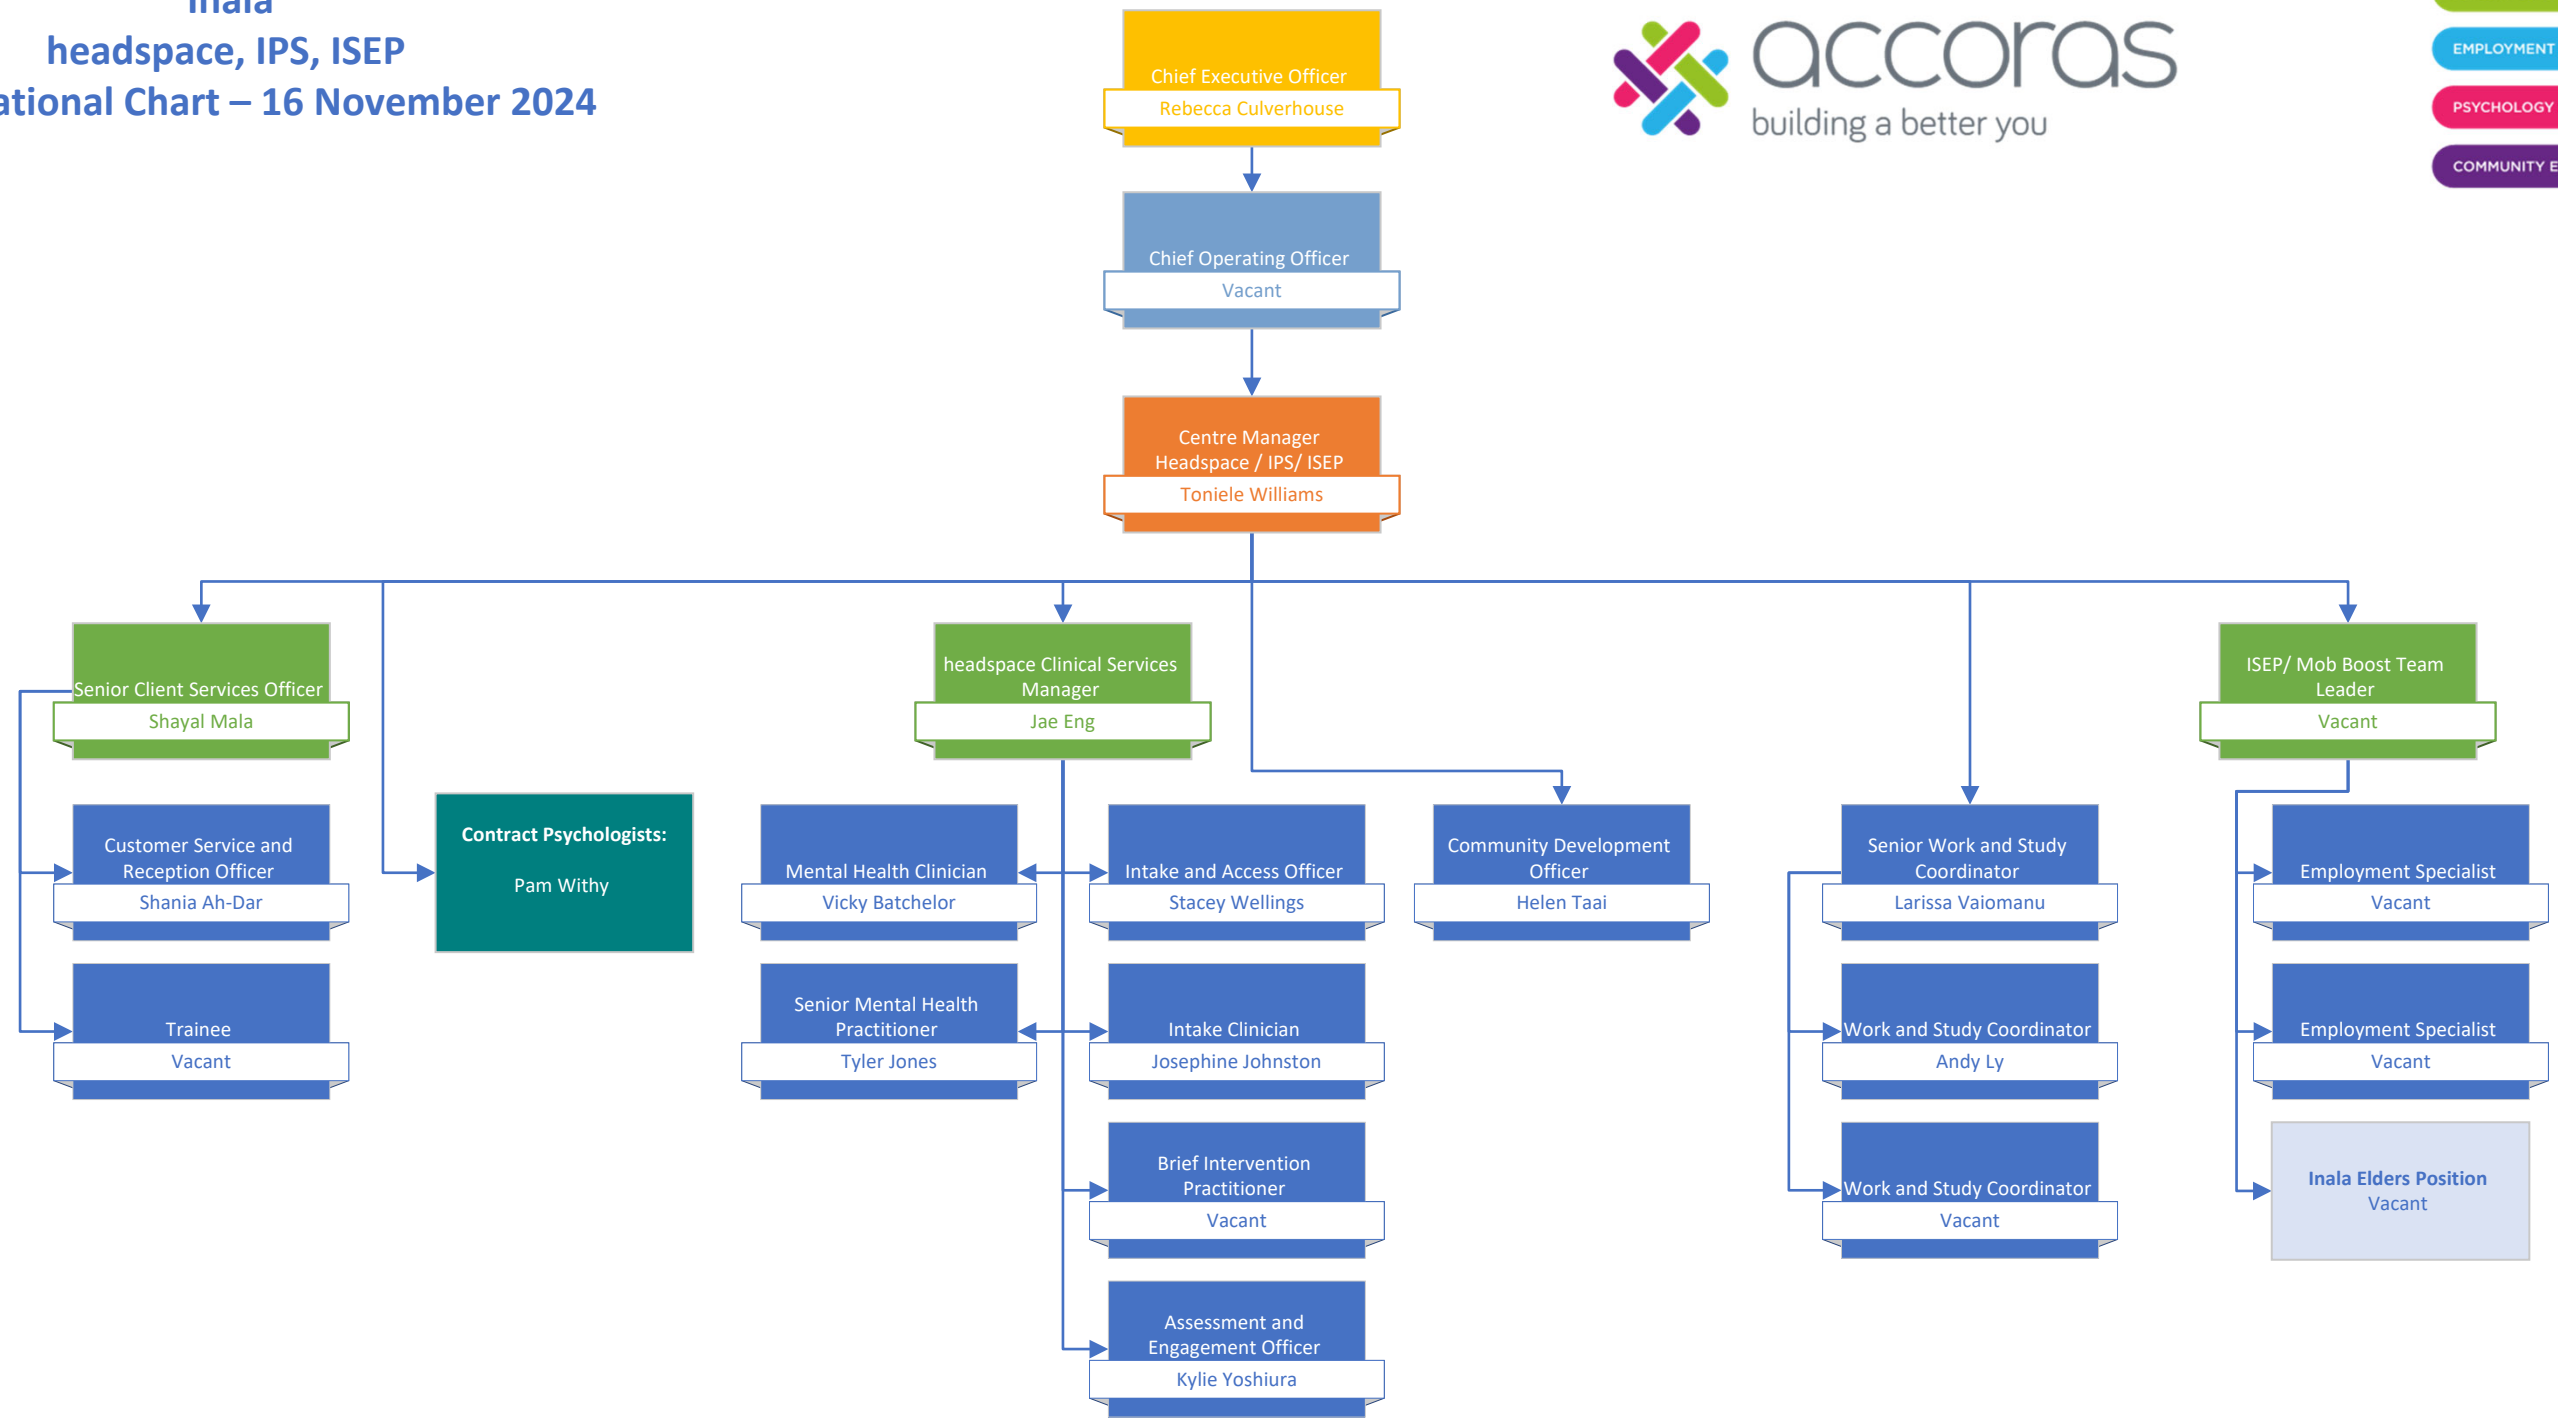 Inala
headspace, IPS, ISEP
ational Chart – 16 November 2024
accoras
building a better you
EMPLOYMENT
PSYCHOLOGY
COMMUNITY E
Chief Executive Officer
Rebecca Culverhouse
Chief Operating Officer
Vacant
Centre Manager
Headspace / IPS/ ISEP
Toniele Williams
Senior Client Services Officer
Shayal Mala
headspace Clinical Services
Manager
Jae Eng
ISEP/ Mob Boost Team
Leader
Vacant
Customer Service and
Reception Officer
Shania Ah-Dar
Contract Psychologists:
Pam Withy
Mental Health Clinician
Vicky Batchelor
Intake and Access Officer
Stacey Wellings
Community Development
Officer
Helen Taai
Senior Work and Study
Coordinator
Larissa Vaiomanu
Employment Specialist
Vacant
Trainee
Vacant
Senior Mental Health
Practitioner
Tyler Jones
Intake Clinician
Josephine Johnston
Work and Study Coordinator
Andy Ly
Employment Specialist
Vacant
Brief Intervention
Practitioner
Vacant
Work and Study Coordinator
Vacant
Inala Elders Position
Vacant
Assessment and
Engagement Officer
Kylie Yoshiura